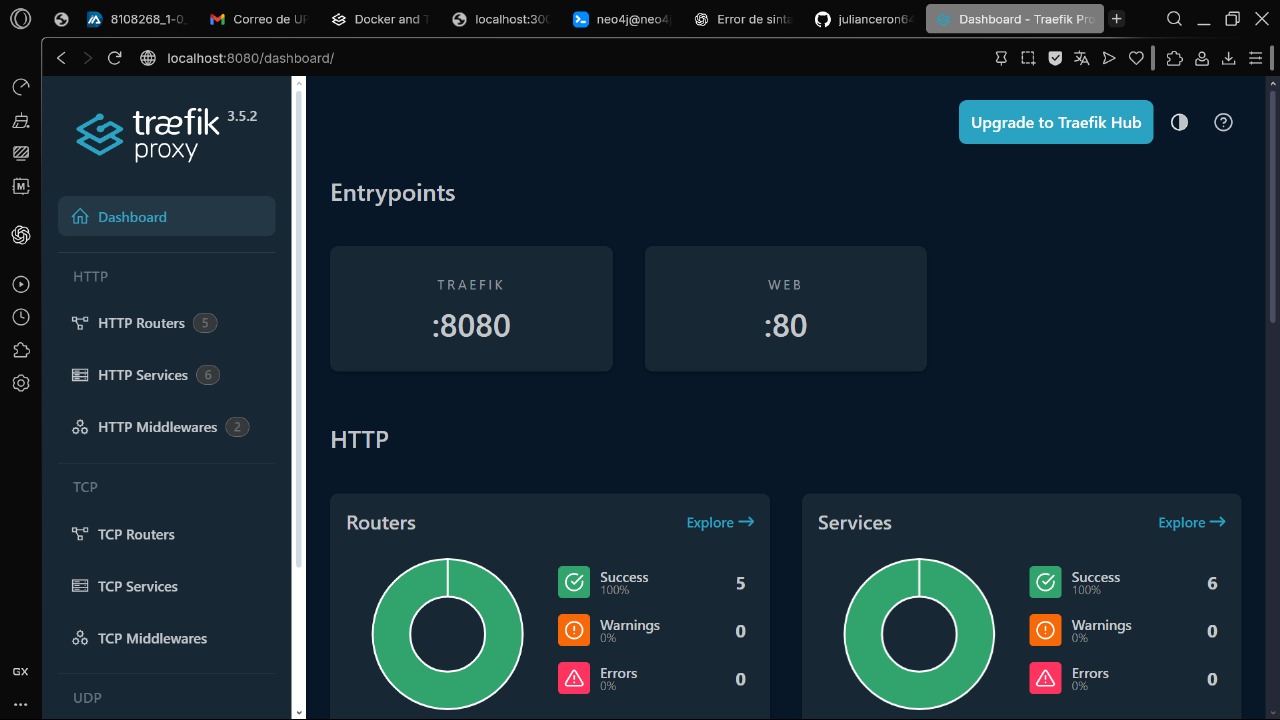 8108268_1-0_
Correo de UP
Docker and T
localhost:300
neo4j@neo4j
Error de sinta
julianceron64
Dashboard - Traefik Pro
localhost:8080/dashboard/
træfik
proxy
3.5.2
Upgrade to Traefik Hub
Dashboard
HTTP
HTTP Routers 5
HTTP Services 6
HTTP Middlewares 2
TCP
TCP Routers
TCP Services
TCP Middlewares
UDP
GX
M
Entrypoints
TRAEFIK
:8080
WEB
:80
HTTP
Routers
Explore
Success 5
100%
Warnings 0
0%
Errors 0
0%
Services
Explore
Success 6
100%
Warnings 0
0%
Errors 0
0%